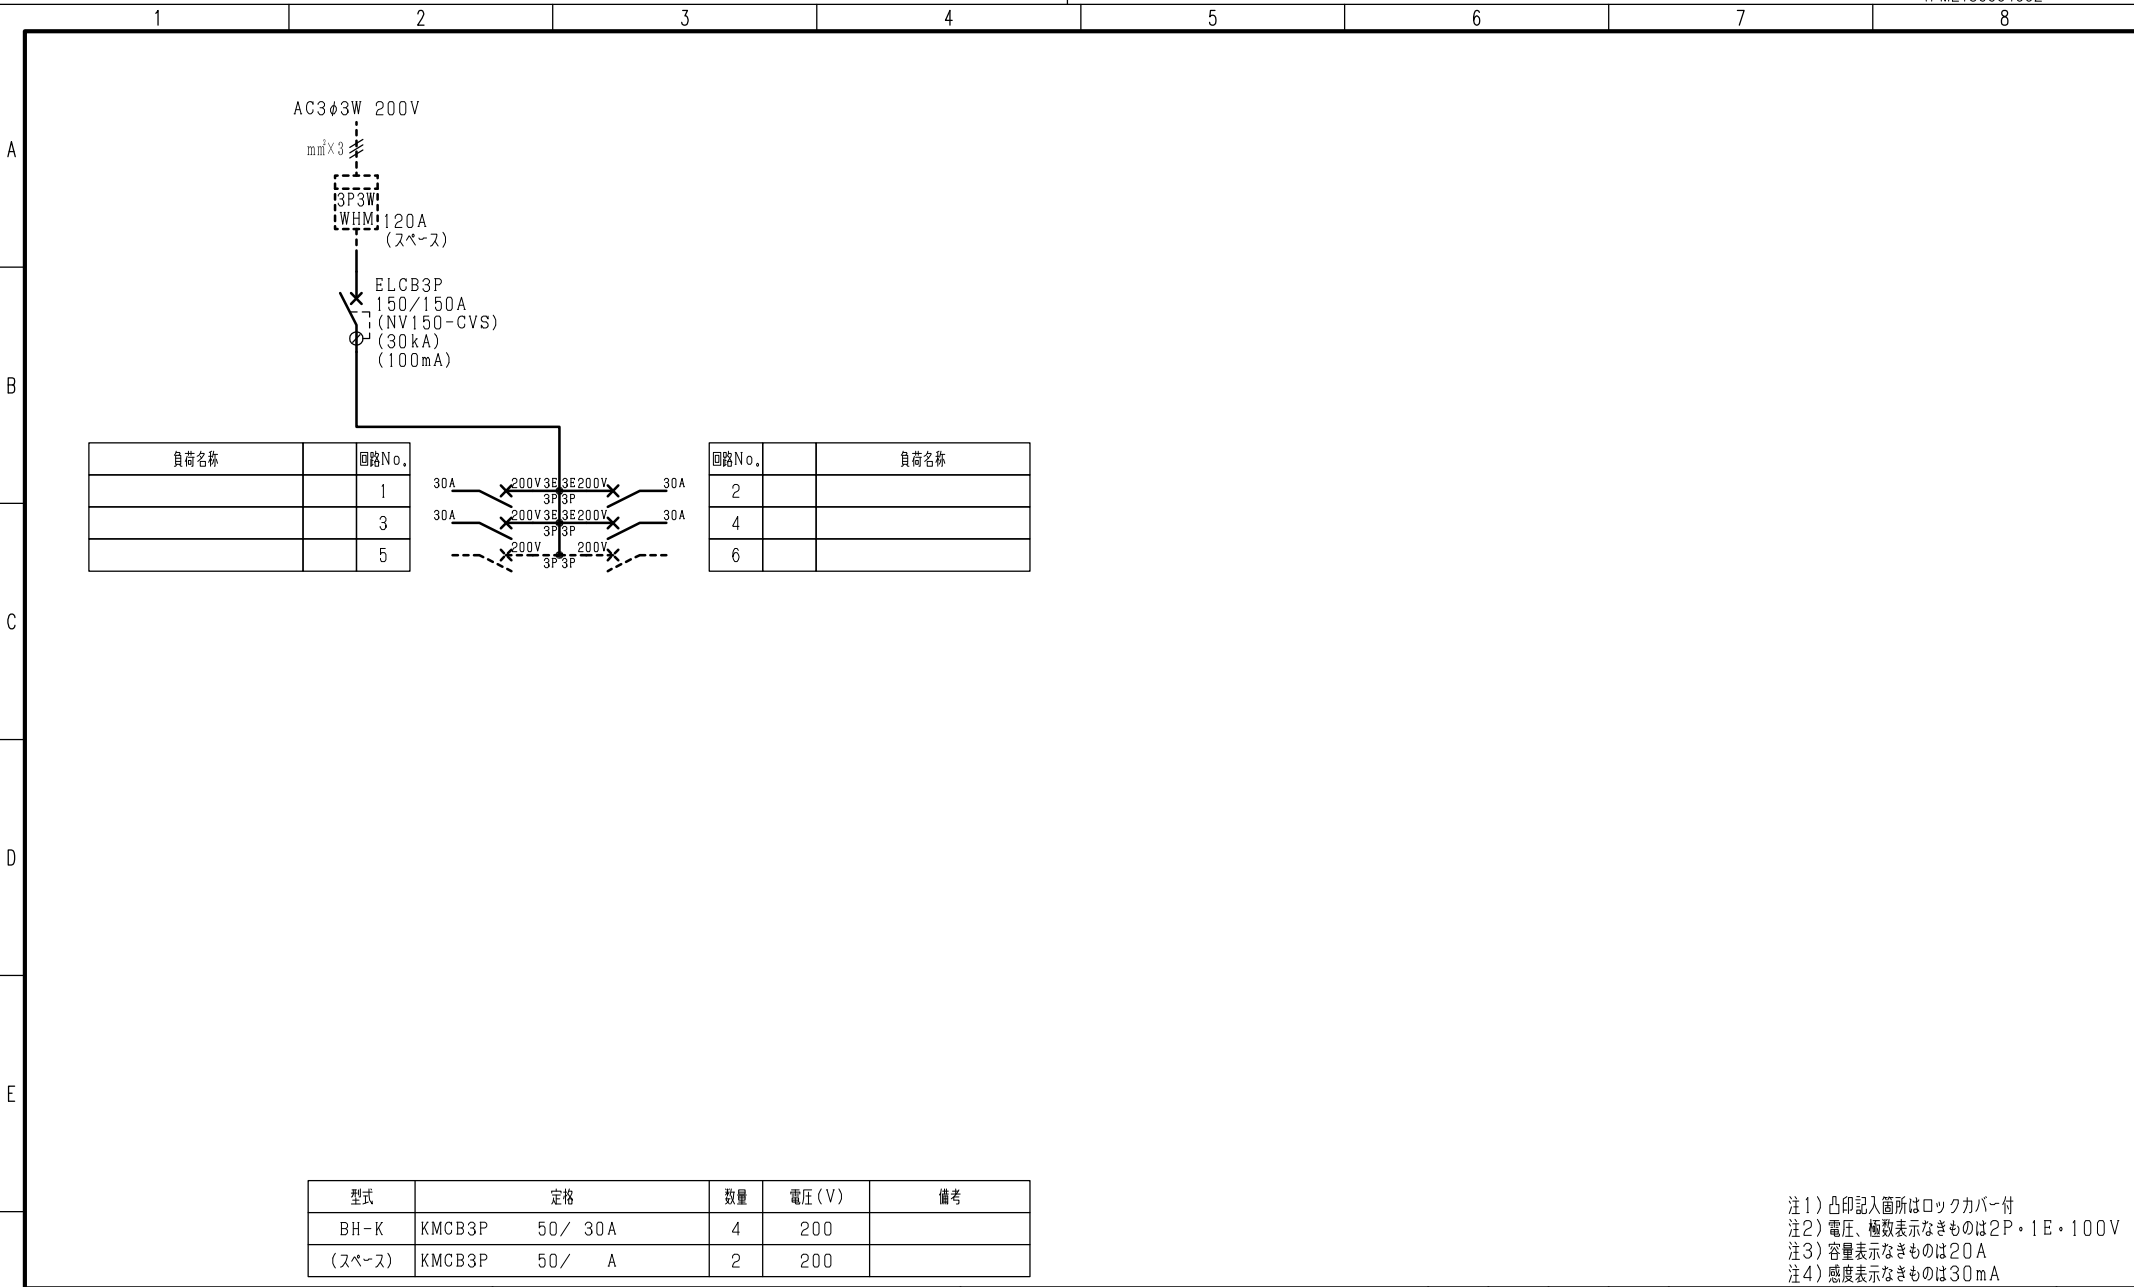 1 2 3 4 5 6 7 8
A
B
C
D
E
AC3φ3W 200V
mm²×3
3P3W
WHM
120A
(スペース)
ELCB3P
150/150A
(NV150-CVS)
(30kA)
(100mA)
負荷名称 回路No.
1
3
5
30A 200V 3E 3E 200V 30A
3P 3P
30A 200V 3E 3E 200V 30A
3P 3P
200V 200V
3P 3P
回路No. 負荷名称
2
4
6
型式 定格 数量 電圧(V) 備考
BH-K KMCB3P 50/ 30A 4 200
(スペース) KMCB3P 50/ A 2 200
注1)凸印記入箇所はロックカバー付
注2)電圧、極数表示なきものは2P・1E・100V
注3)容量表示なきものは20A
注4)感度表示なきものは30mA